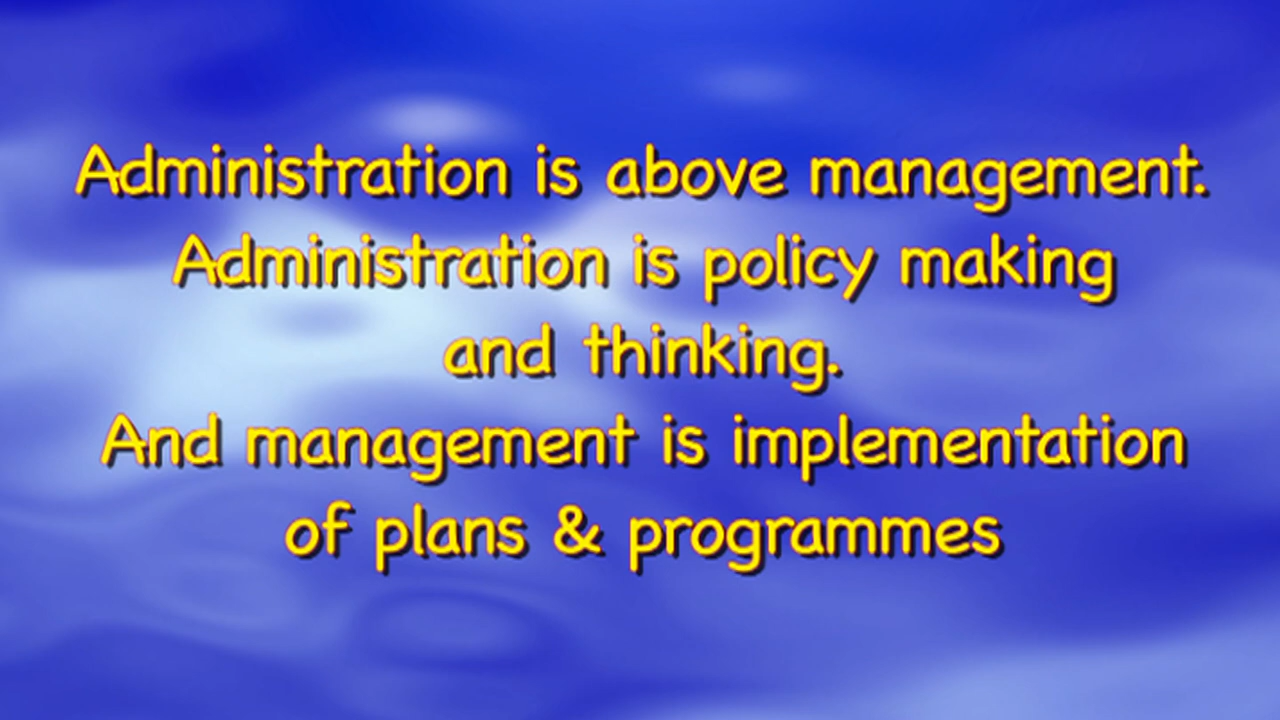 Administration is above management.
Administration is policy making
and thinking.
And management is implementation
of plans & programmes